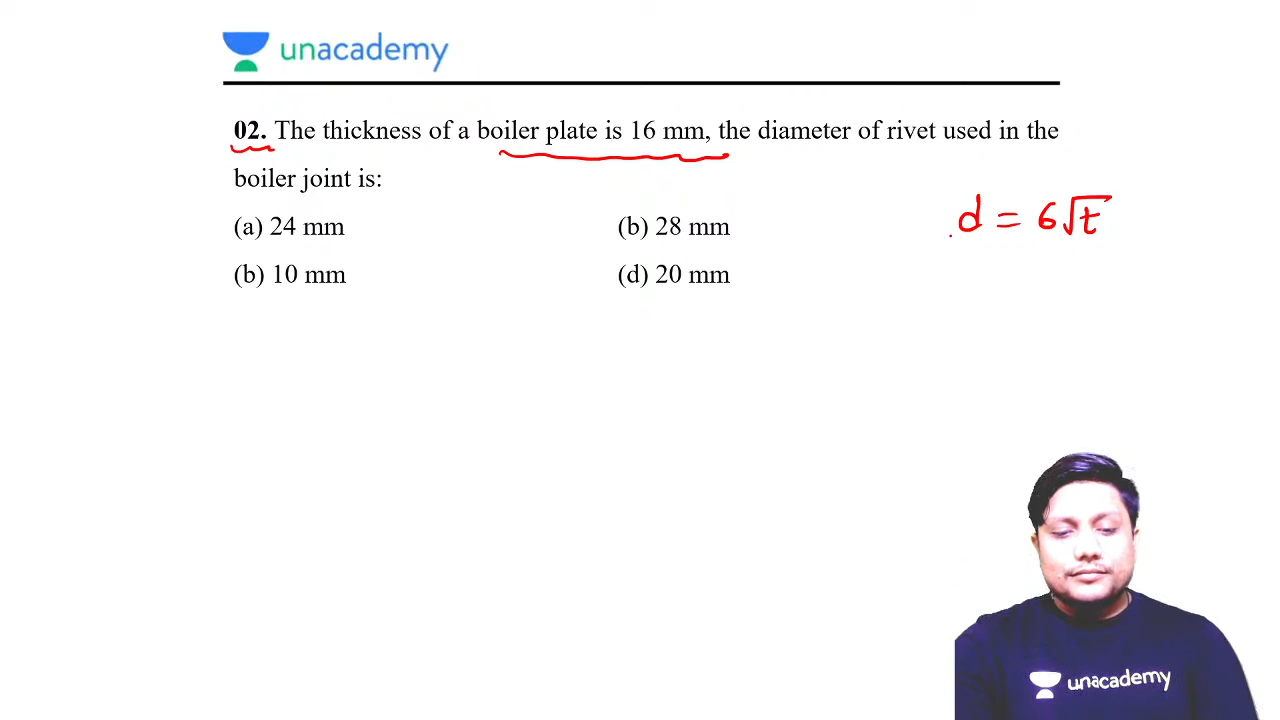 unacademy
02. The thickness of a boiler plate is 16 mm, the diameter of rivet used in the
boiler joint is:
(a) 24 mm (b) 28 mm
(b) 10 mm (d) 20 mm
d = 6√t
unacademy